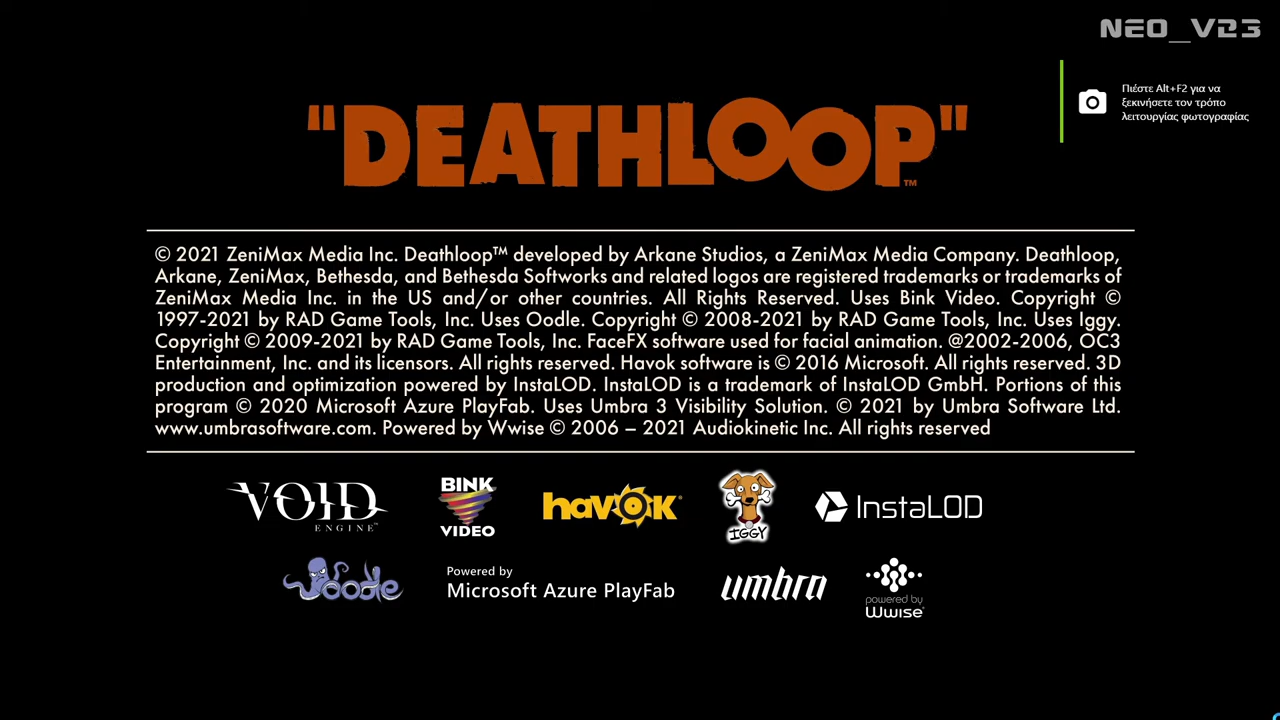 NEO_V23
Πιέστε Alt+F2 για να
ξεκινήσετε τον τρόπο
λειτουργίας φωτογραφίας
"DEATHLOOP"™
© 2021 ZeniMax Media Inc. Deathloop™ developed by Arkane Studios, a ZeniMax Media Company. Deathloop,
Arkane, ZeniMax, Bethesda, and Bethesda Softworks and related logos are registered trademarks or trademarks of
ZeniMax Media Inc. in the US and/or other countries. All Rights Reserved. Uses Bink Video. Copyright ©
1997-2021 by RAD Game Tools, Inc. Uses Oodle. Copyright © 2008-2021 by RAD Game Tools, Inc. Uses Iggy.
Copyright © 2009-2021 by RAD Game Tools, Inc. FaceFX software used for facial animation. @2002-2006, OC3
Entertainment, Inc. and its licensors. All rights reserved. Havok software is © 2016 Microsoft. All rights reserved. 3D
production and optimization powered by InstaLOD. InstaLOD is a trademark of InstaLOD GmbH. Portions of this
program © 2020 Microsoft Azure PlayFab. Uses Umbra 3 Visibility Solution. © 2021 by Umbra Software Ltd.
www.umbrasoftware.com. Powered by Wwise © 2006 – 2021 Audiokinetic Inc. All rights reserved
VOID
ENGINE™
BINK
VIDEO
havok®
IGGY
InstaLOD
oodle
Powered by
Microsoft Azure PlayFab
umbra
powered by
Wwise